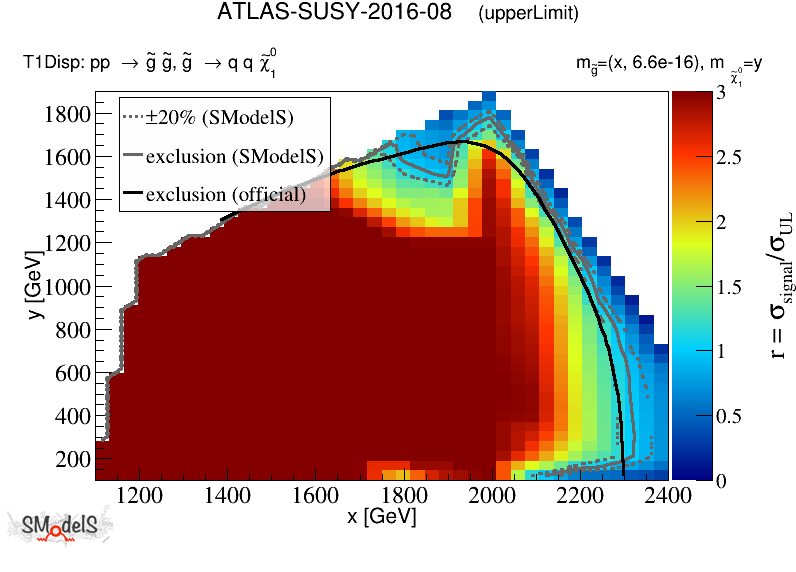 ATLAS-SUSY-2016-08 (upperLimit)
T1Disp: pp → g̃ g̃, g̃ → q q χ̃₁⁰
m_g̃=(x, 6.6e-16), m_χ̃₁⁰=y
±20% (SModelS)
exclusion (SModelS)
exclusion (official)
y [GeV]
1800
1600
1400
1200
1000
800
600
400
200
1200 1400 1600 1800 2000 2200 2400
x [GeV]
3
2.5
2
1.5
1
0.5
0
r = σ_signal/σ_UL
SModelS